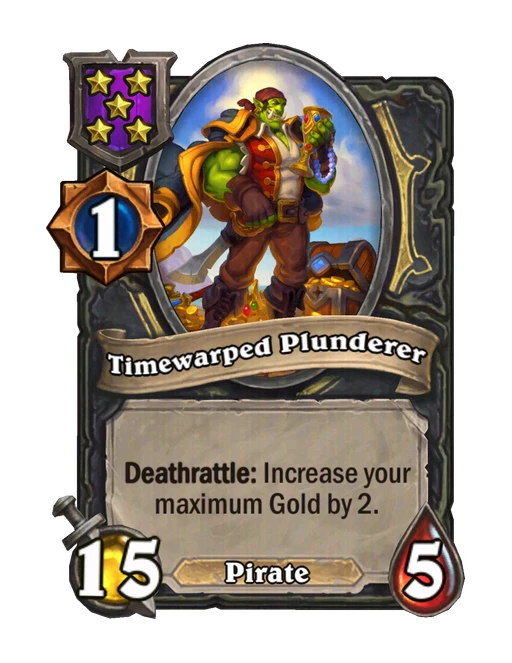 1
Timewarped Plunderer
Deathrattle: Increase your
maximum Gold by 2.
15
Pirate
5